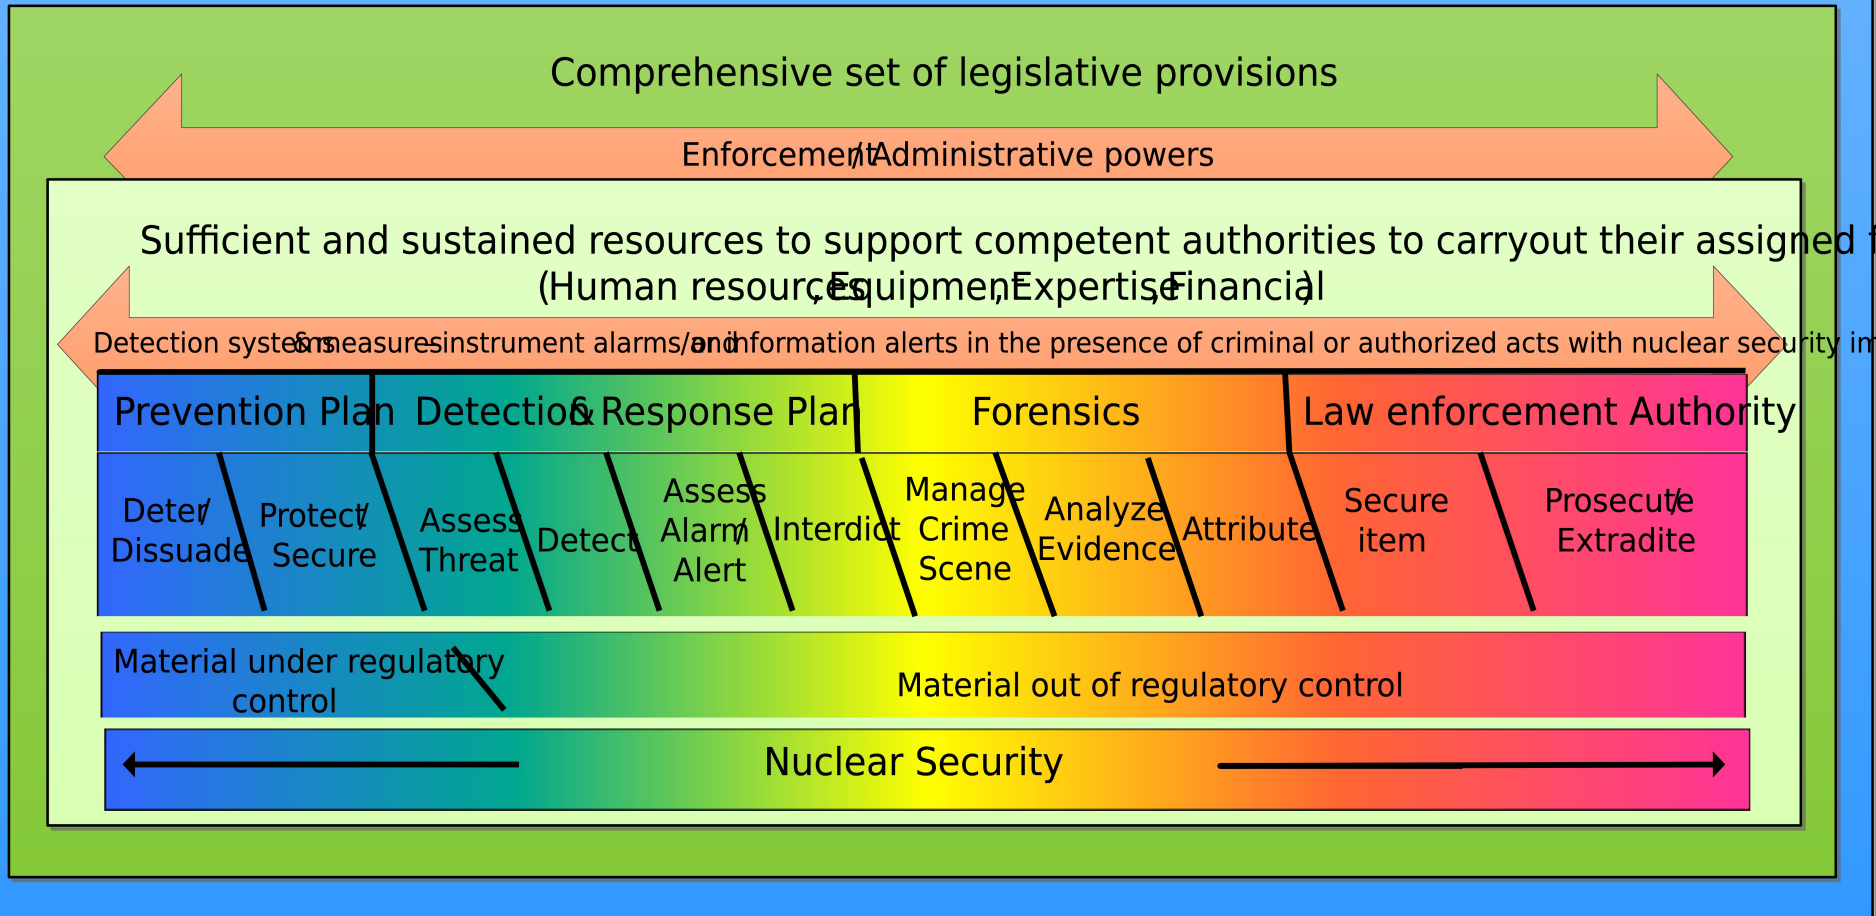 Comprehensive set of legislative provisions
Enforcement/Administrative powers
Sufficient and sustained resources to support competent authorities to carryout their assigned
(Human resources, Equipment, Expertise, Financial)
Detection systems & measures – instrument alarms and/or information alerts in the presence of criminal or authorized acts with nuclear security
Prevention Plan
Detection & Response Plan
Forensics
Law enforcement Authority
Deter/
Dissuade
Protect/
Secure
Assess
Threat
Detect
Assess
Alarm/
Alert
Interdict
Manage
Crime
Scene
Analyze
Evidence
Attribute
Secure
item
Prosecute/
Extradite
Material under regulatory
control
Material out of regulatory control
Nuclear Security